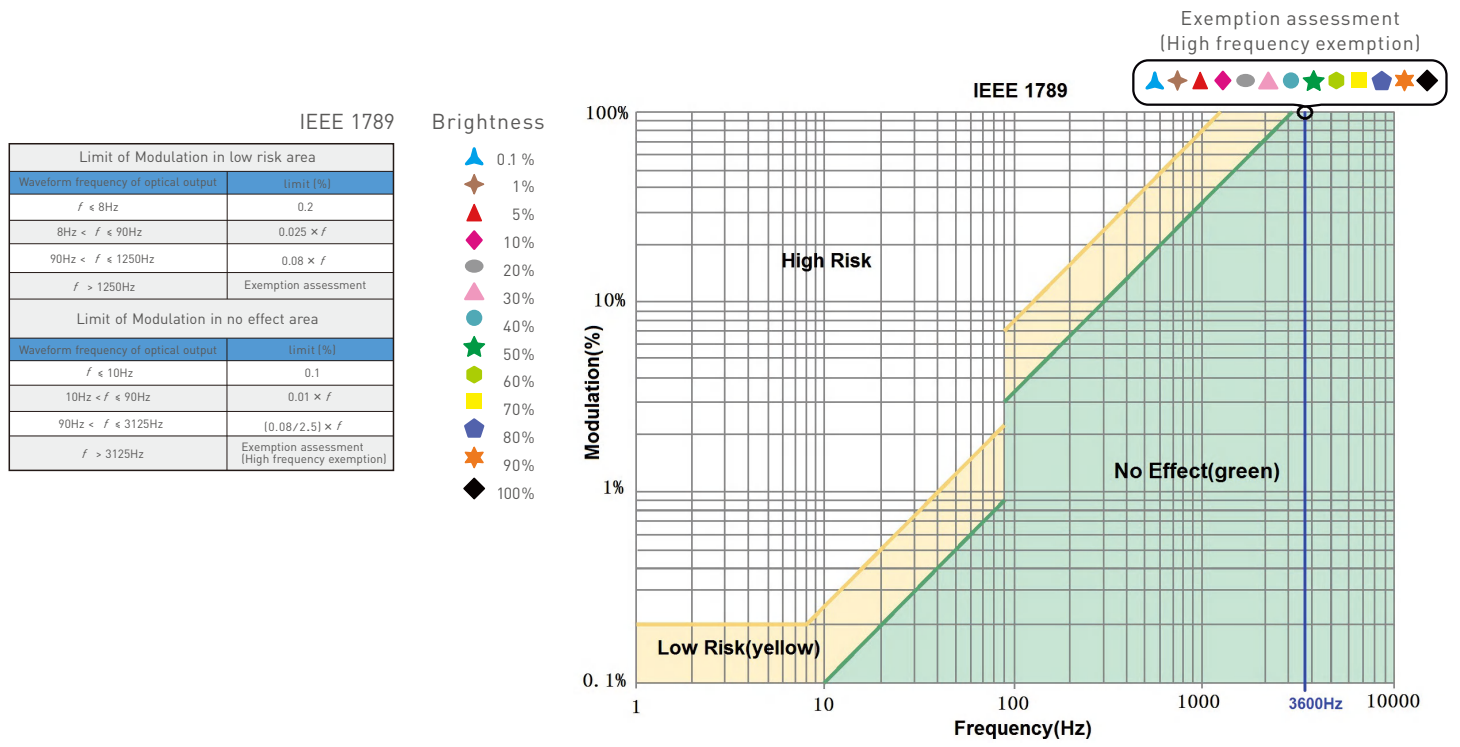 IEEE 1789
Limit of Modulation in low risk area
Waveform frequency of optical output limit (%)
f ≤ 8Hz 0.2
8Hz < f ≤ 90Hz 0.025 × f
90Hz < f ≤ 1250Hz 0.08 × f
f > 1250Hz Exemption assessment
Limit of Modulation in no effect area
Waveform frequency of optical output limit (%)
f ≤ 10Hz 0.1
10Hz < f ≤ 90Hz 0.01 × f
90Hz < f ≤ 3125Hz (0.08/2.5) × f
f > 3125Hz Exemption assessment
(High frequency exemption)
Brightness
0.1 %
1%
5%
10%
20%
30%
40%
50%
60%
70%
80%
90%
100%
Exemption assessment
(High frequency exemption)
IEEE 1789
100%
10%
1%
0.1%
Modulation(%)
High Risk
No Effect(green)
Low Risk(yellow)
1 10 100 1000 3600Hz 10000
Frequency(Hz)